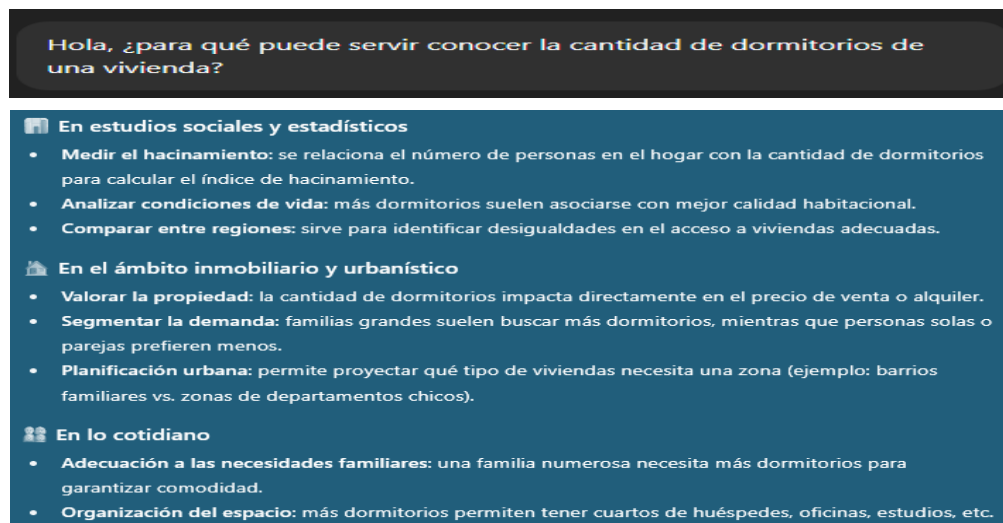 Hola, ¿para qué puede servir conocer la cantidad de dormitorios de
una vivienda?
En estudios sociales y estadísticos
• Medir el hacinamiento: se relaciona el número de personas en el hogar con la cantidad de dormitorios
para calcular el índice de hacinamiento.
• Analizar condiciones de vida: más dormitorios suelen asociarse con mejor calidad habitacional.
• Comparar entre regiones: sirve para identificar desigualdades en el acceso a viviendas adecuadas.
En el ámbito inmobiliario y urbanístico
• Valorar la propiedad: la cantidad de dormitorios impacta directamente en el precio de venta o alquiler.
• Segmentar la demanda: familias grandes suelen buscar más dormitorios, mientras que personas solas o
parejas prefieren menos.
• Planificación urbana: permite proyectar qué tipo de viviendas necesita una zona (ejemplo: barrios
familiares vs. zonas de departamentos chicos).
En lo cotidiano
• Adecuación a las necesidades familiares: una familia numerosa necesita más dormitorios para
garantizar comodidad.
• Organización del espacio: más dormitorios permiten tener cuartos de huéspedes, oficinas, estudios, etc.